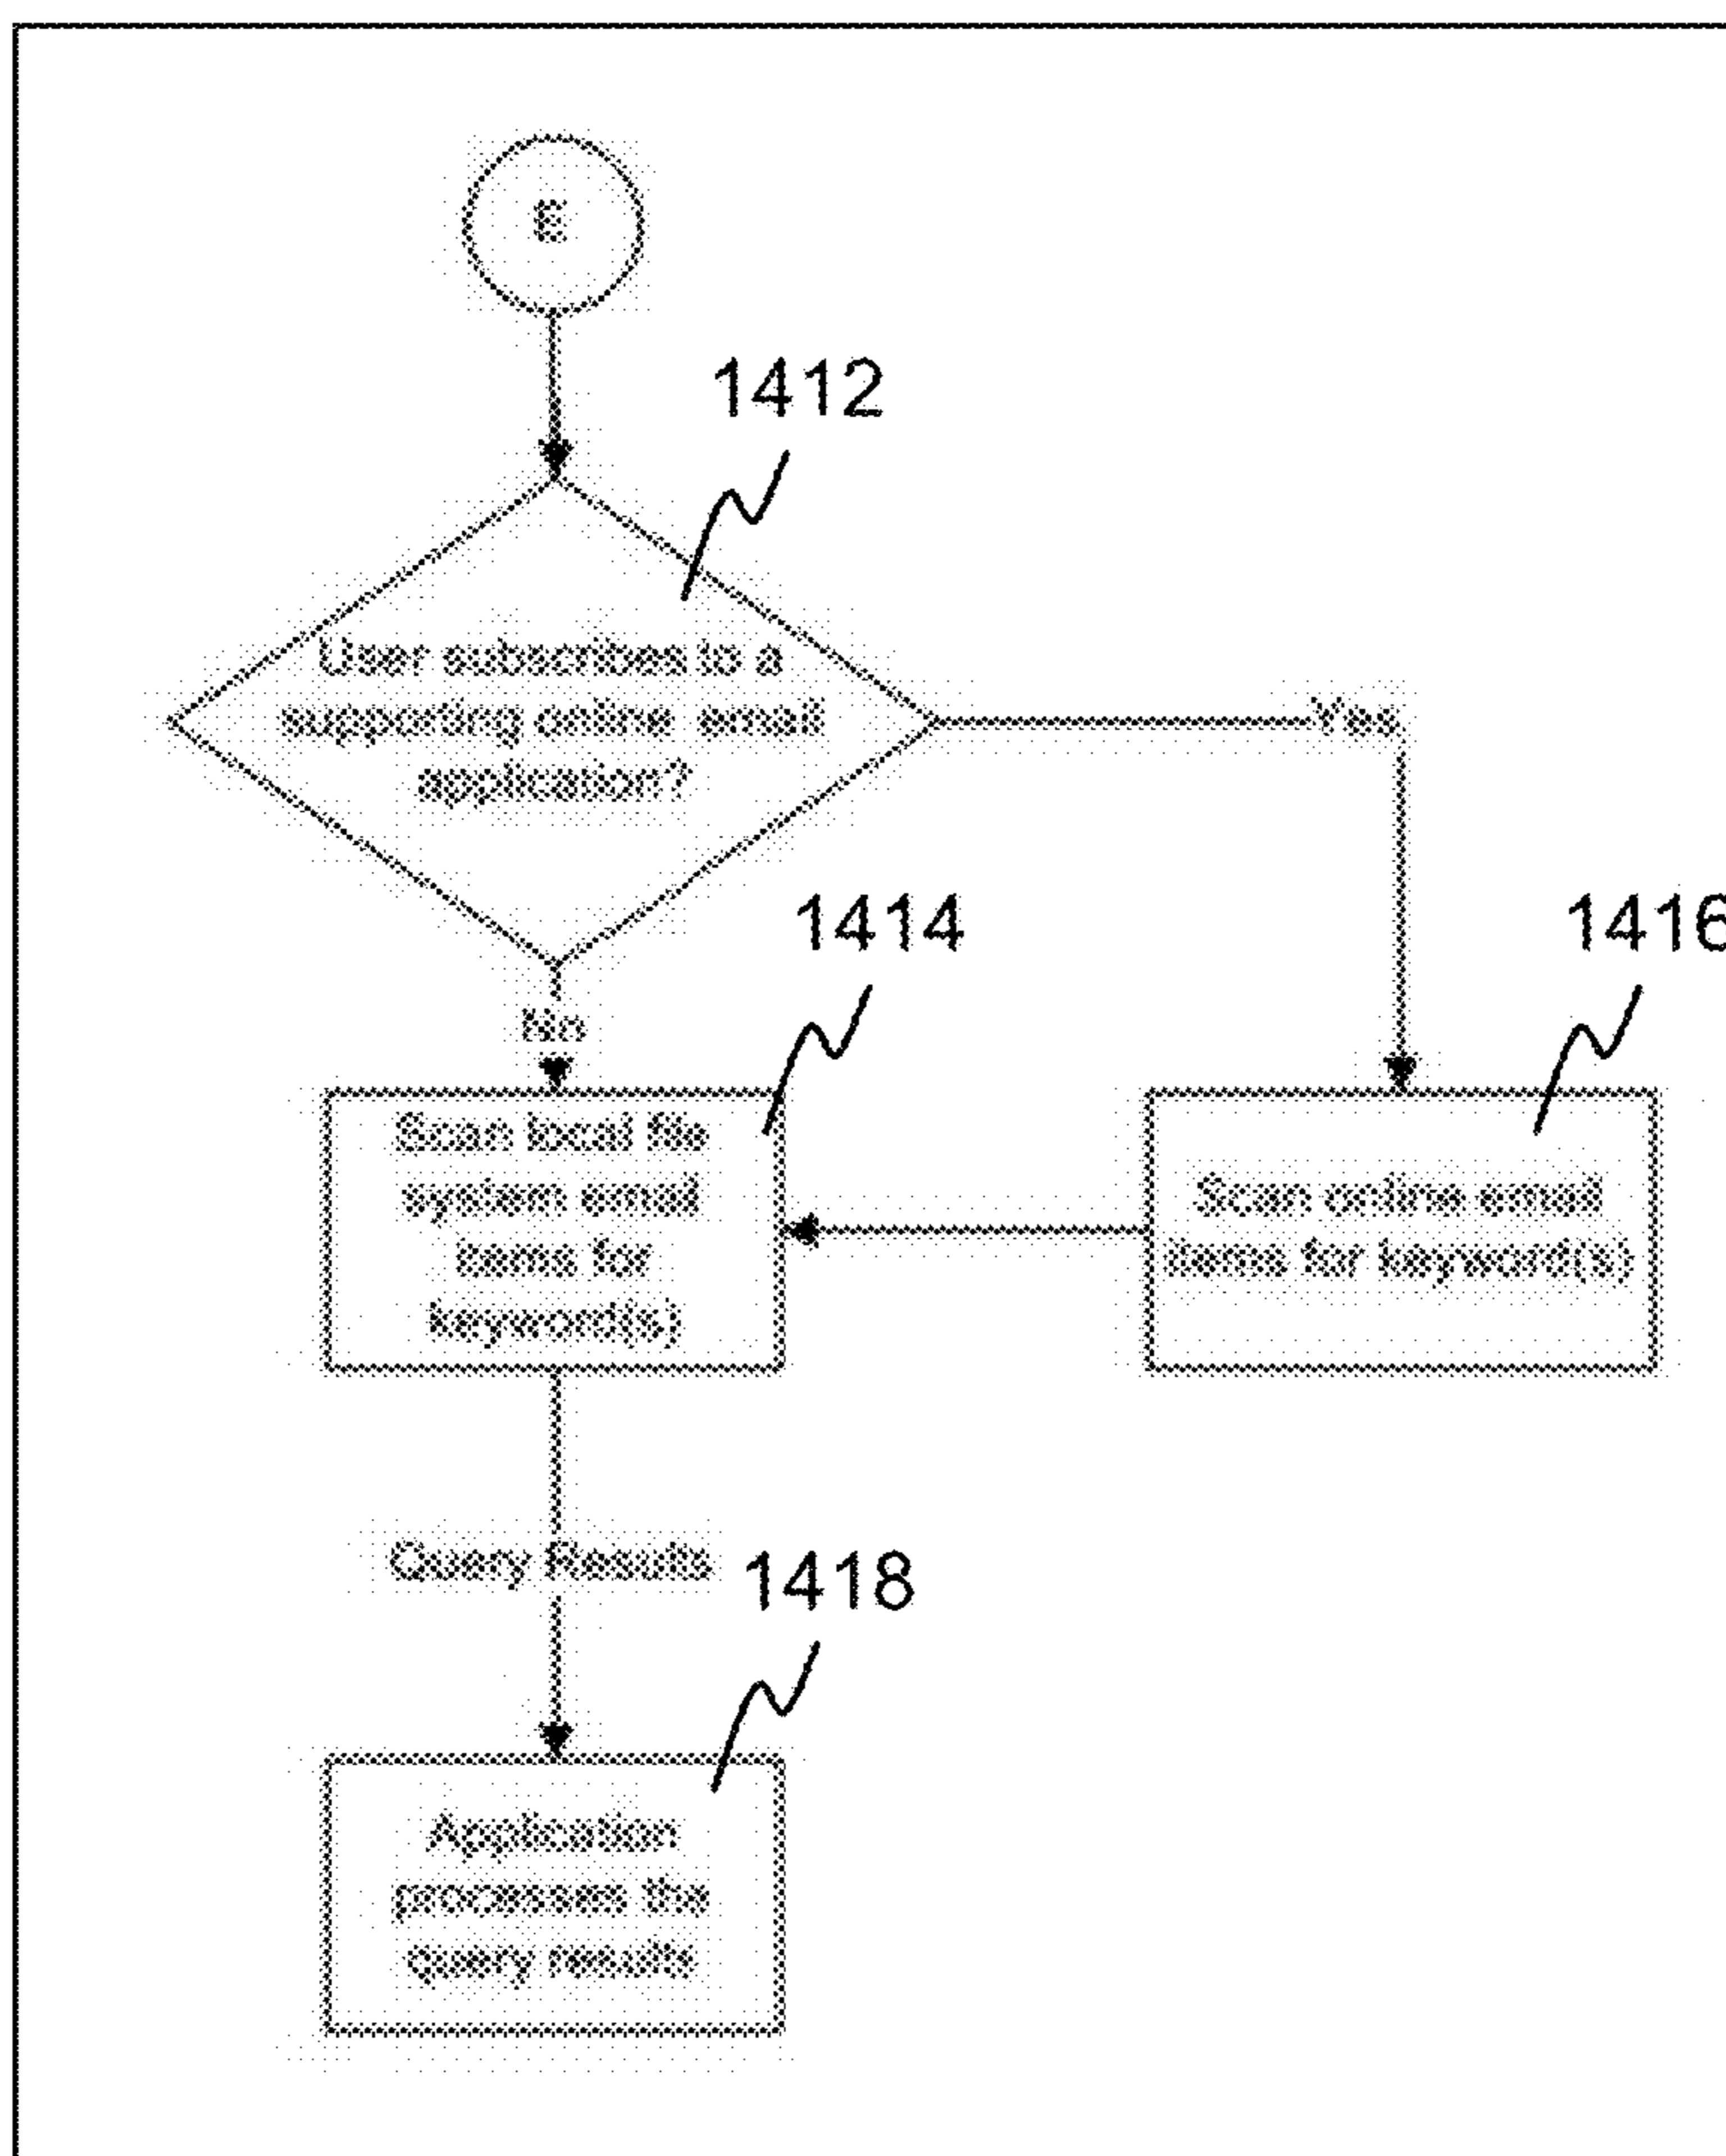 E
1412
User subscribes to a
supporting online email
application?
Yes
1414
1416
No
Scan local file
system email
items for
keyword(s)
Scan online email
items for keyword(s)
Query Results
1418
Application
processes the
query results